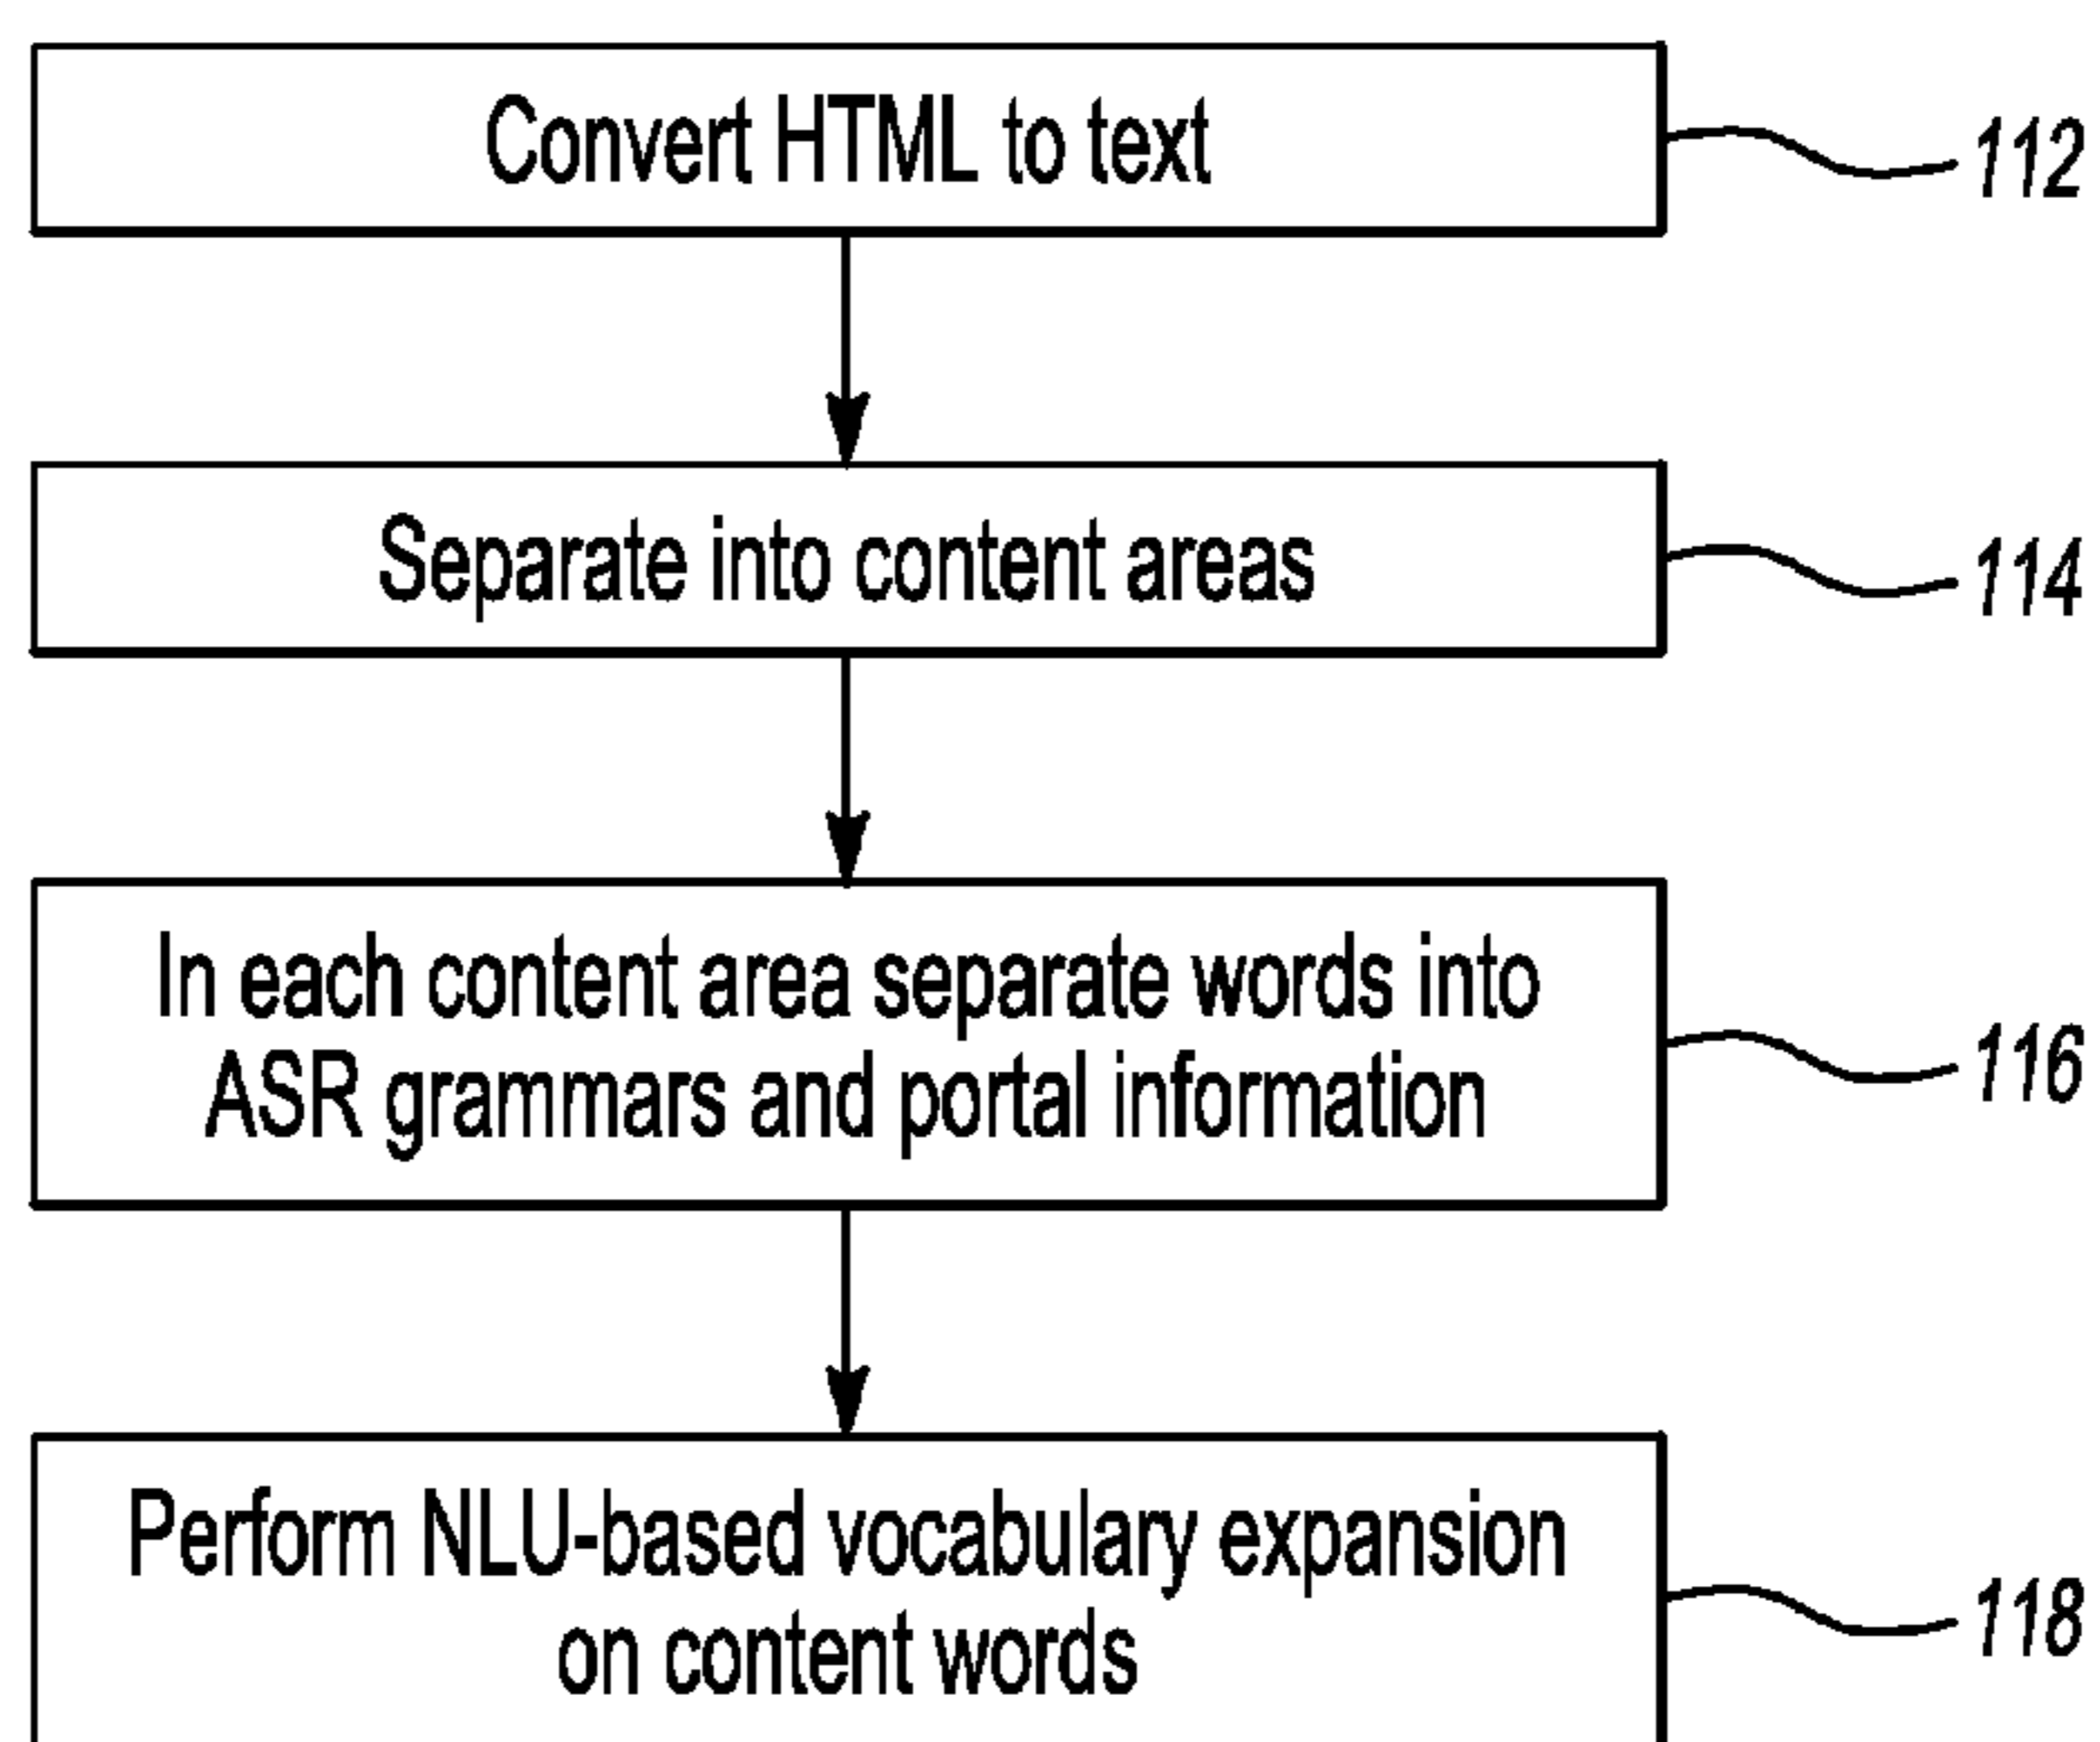 Convert HTML to text
112
Separate into content areas
114
In each content area separate words into
ASR grammars and portal information
116
Perform NLU-based vocabulary expansion
on content words
118